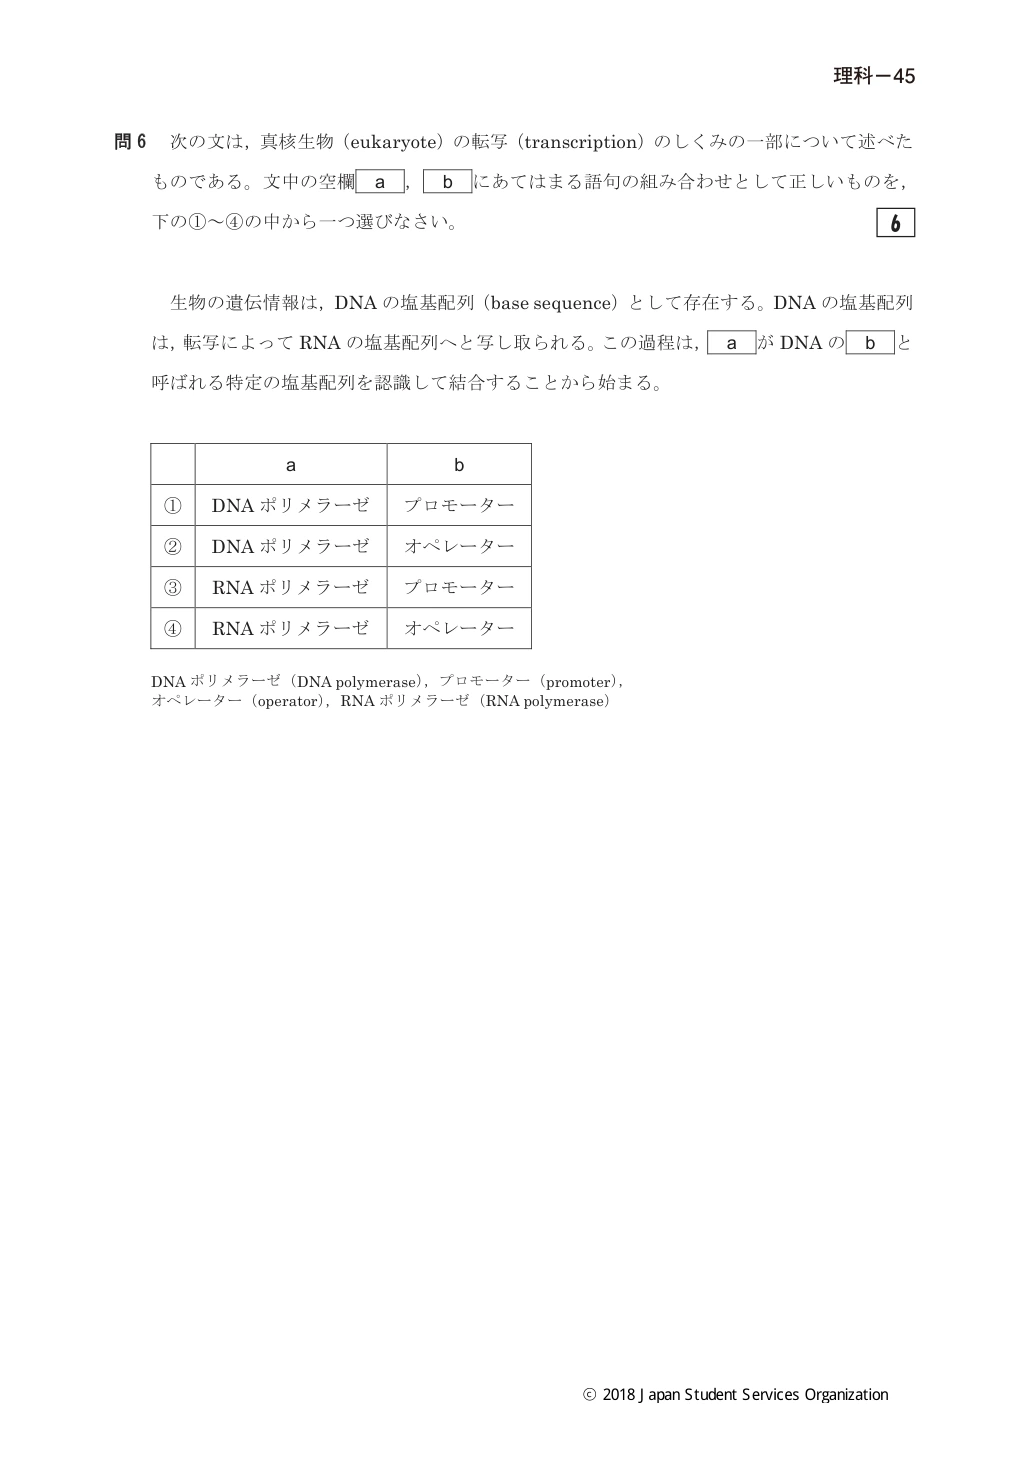 理科－45
問6　次の文は，真核生物（eukaryote）の転写（transcription）のしくみの一部について述べた
ものである。文中の空欄 a ， b にあてはまる語句の組み合わせとして正しいものを，
下の①～④の中から一つ選びなさい。 6
生物の遺伝情報は，DNA の塩基配列（base sequence）として存在する。DNA の塩基配列
は，転写によって RNA の塩基配列へと写し取られる。この過程は， a が DNA の b と
呼ばれる特定の塩基配列を認識して結合することから始まる。
a b
① DNA ポリメラーゼ プロモーター
② DNA ポリメラーゼ オペレーター
③ RNA ポリメラーゼ プロモーター
④ RNA ポリメラーゼ オペレーター
DNA ポリメラーゼ（DNA polymerase），プロモーター（promoter），
オペレーター（operator），RNA ポリメラーゼ（RNA polymerase）
© 2018 Japan Student Services Organization